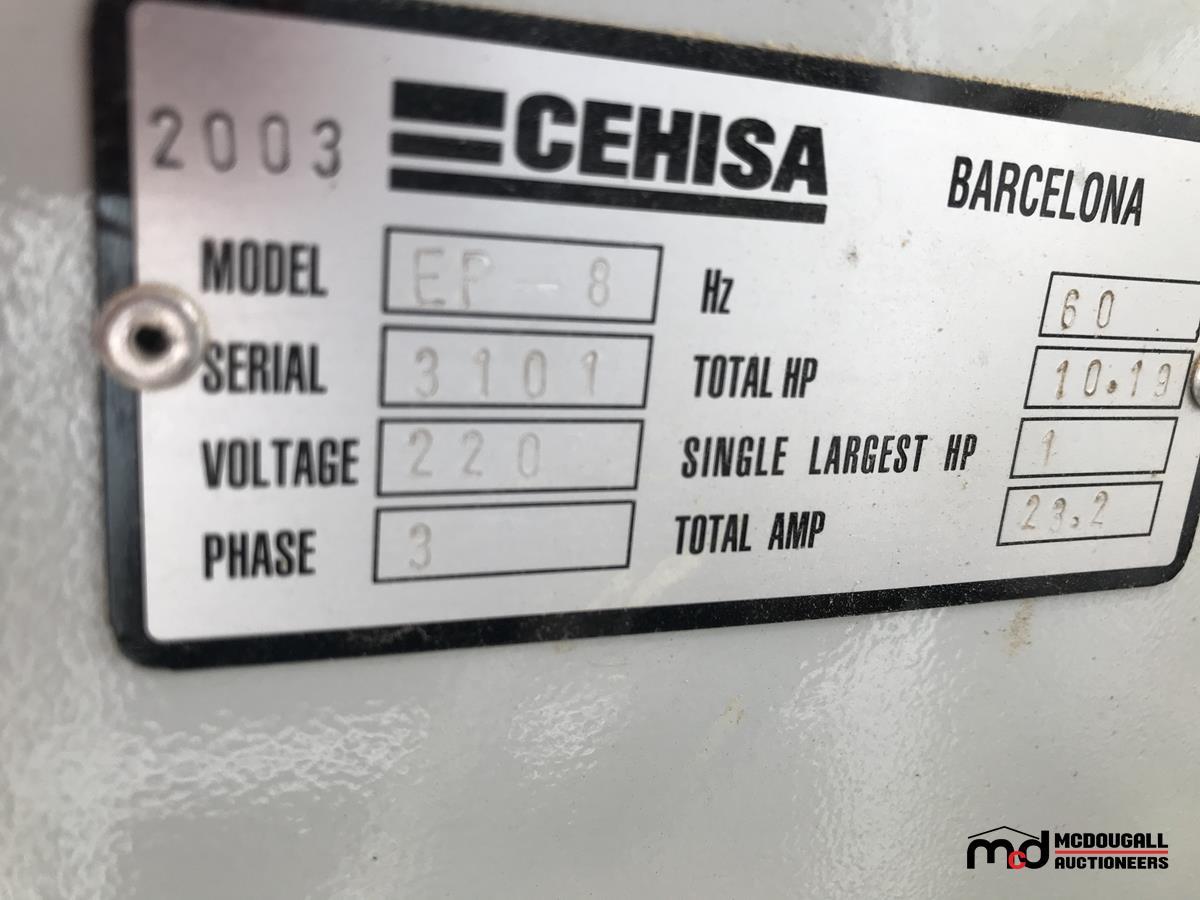 2003 CEHISA BARCELONA
MODEL EP-8 Hz 60
SERIAL 3101 TOTAL HP 10.19
VOLTAGE 220 SINGLE LARGEST HP 1
PHASE 3 TOTAL AMP 23.2
mcd MCDOUGALL
AUCTIONEERS